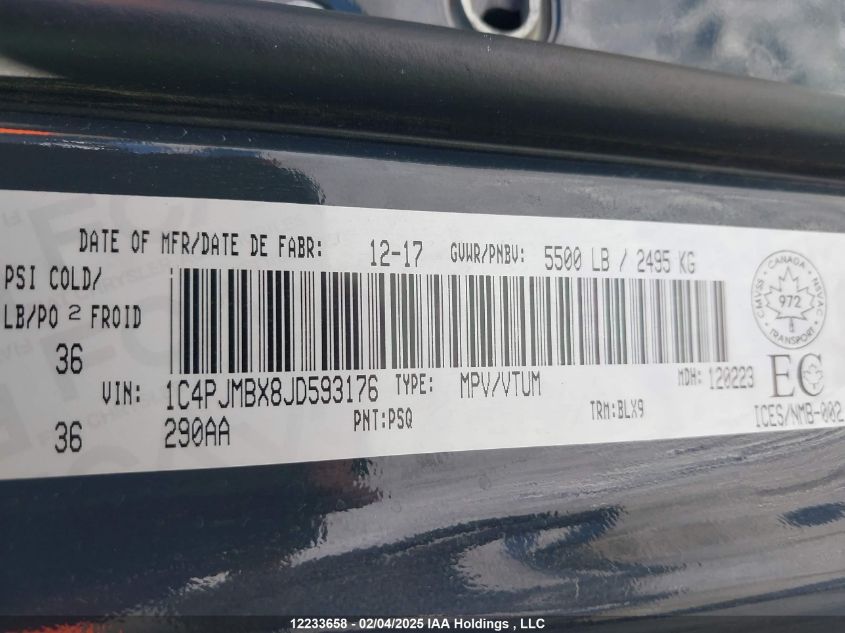 DATE OF MFR/DATE DE FABR: 12-17 GVWR/PNBV: 5500 LB / 2495 KG
PSI COLD/
LB/PO 2 FROID
36
VIN: 1C4PJMBX8JD593176 TYPE: MPV/VTUM MDH: 120223
36
290AA PNT:PSQ TRM:BLX9
CANADA
CMVSS NSVAC
972
TRANSPORT
EC
ICES/NMB-002
12233658 - 02/04/2025 IAA Holdings , LLC